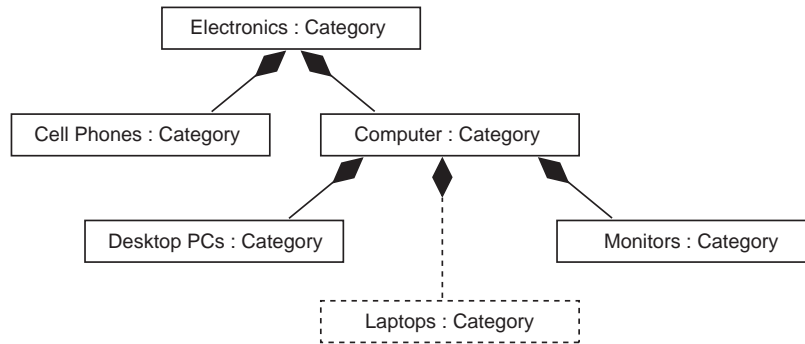 Electronics : Category
Cell Phones : Category
Computer : Category
Desktop PCs : Category
Monitors : Category
Laptops : Category